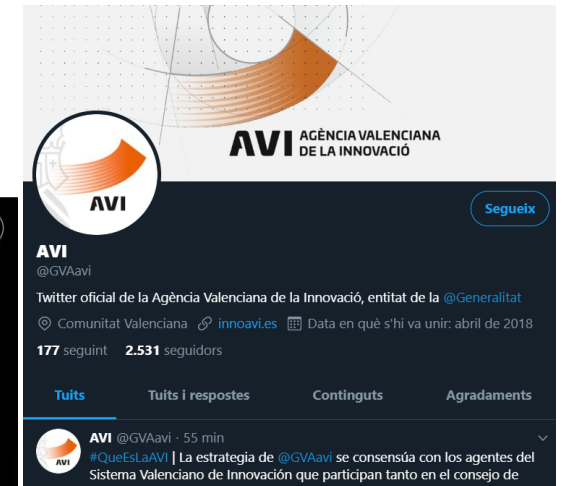 AVI AGÈNCIA VALENCIANA
DE LA INNOVACIÓ
AVI
Segueix
AVI
@GVAavi
Twitter oficial de la Agència Valenciana de la Innovació, entitat de la @Generalitat
Comunitat Valenciana innoavi.es Data en què s'hi va unir: abril de 2018
177 seguint 2.531 seguidors
Tuits Tuits i respostes Continguts Agradaments
AVI @GVAavi · 55 min
AVI
#QueEsLaAVI | La estrategia de @GVAavi se consensúa con los agentes del
Sistema Valenciano de Innovación que participan tanto en el consejo de